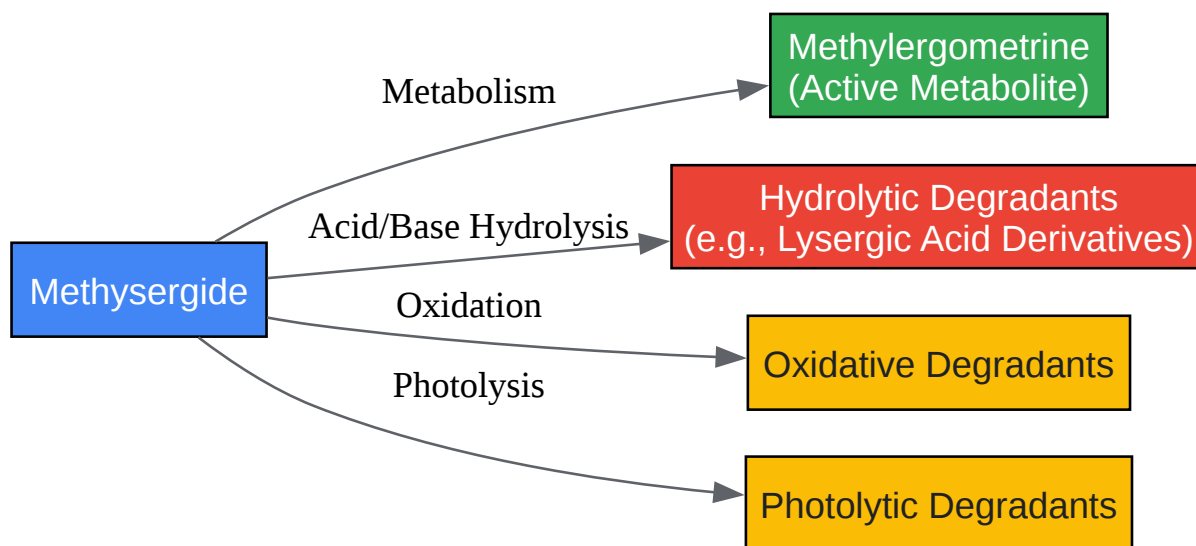 Methysergide
Metabolism
Methylergometrine
(Active Metabolite)
Acid/Base Hydrolysis
Hydrolytic Degradants
(e.g., Lysergic Acid Derivatives)
Oxidation
Oxidative Degradants
Photolysis
Photolytic Degradants